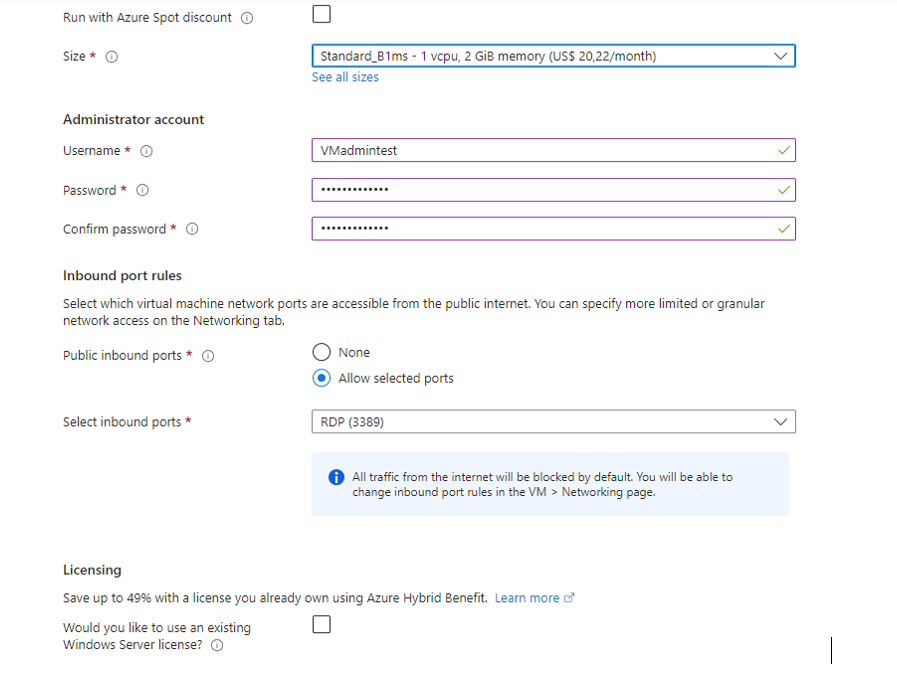 Run with Azure Spot discount
Size *
Standard_B1ms - 1 vcpu, 2 GiB memory (US$ 20,22/month)
See all sizes
Administrator account
Username *
VMadmintest
Password *
•••••••••••••
Confirm password *
•••••••••••••
Inbound port rules
Select which virtual machine network ports are accessible from the public internet. You can specify more limited or granular
network access on the Networking tab.
Public inbound ports *
None
Allow selected ports
Select inbound ports *
RDP (3389)
All traffic from the internet will be blocked by default. You will be able to
change inbound port rules in the VM > Networking page.
Licensing
Save up to 49% with a license you already own using Azure Hybrid Benefit. Learn more
Would you like to use an existing
Windows Server license?